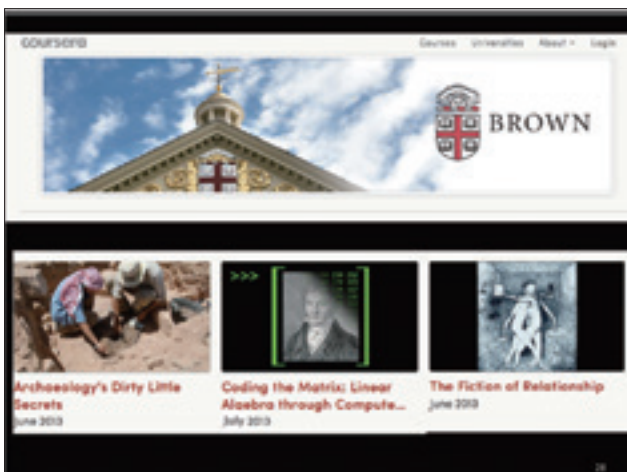 coursera
Courses Universities About Login
BROWN
>>>
Archaeology's Dirty Little
Secrets
June 2013
Coding the Matrix: Linear
Algebra through Compute...
July 2013
The Fiction of Relationship
June 2013
28